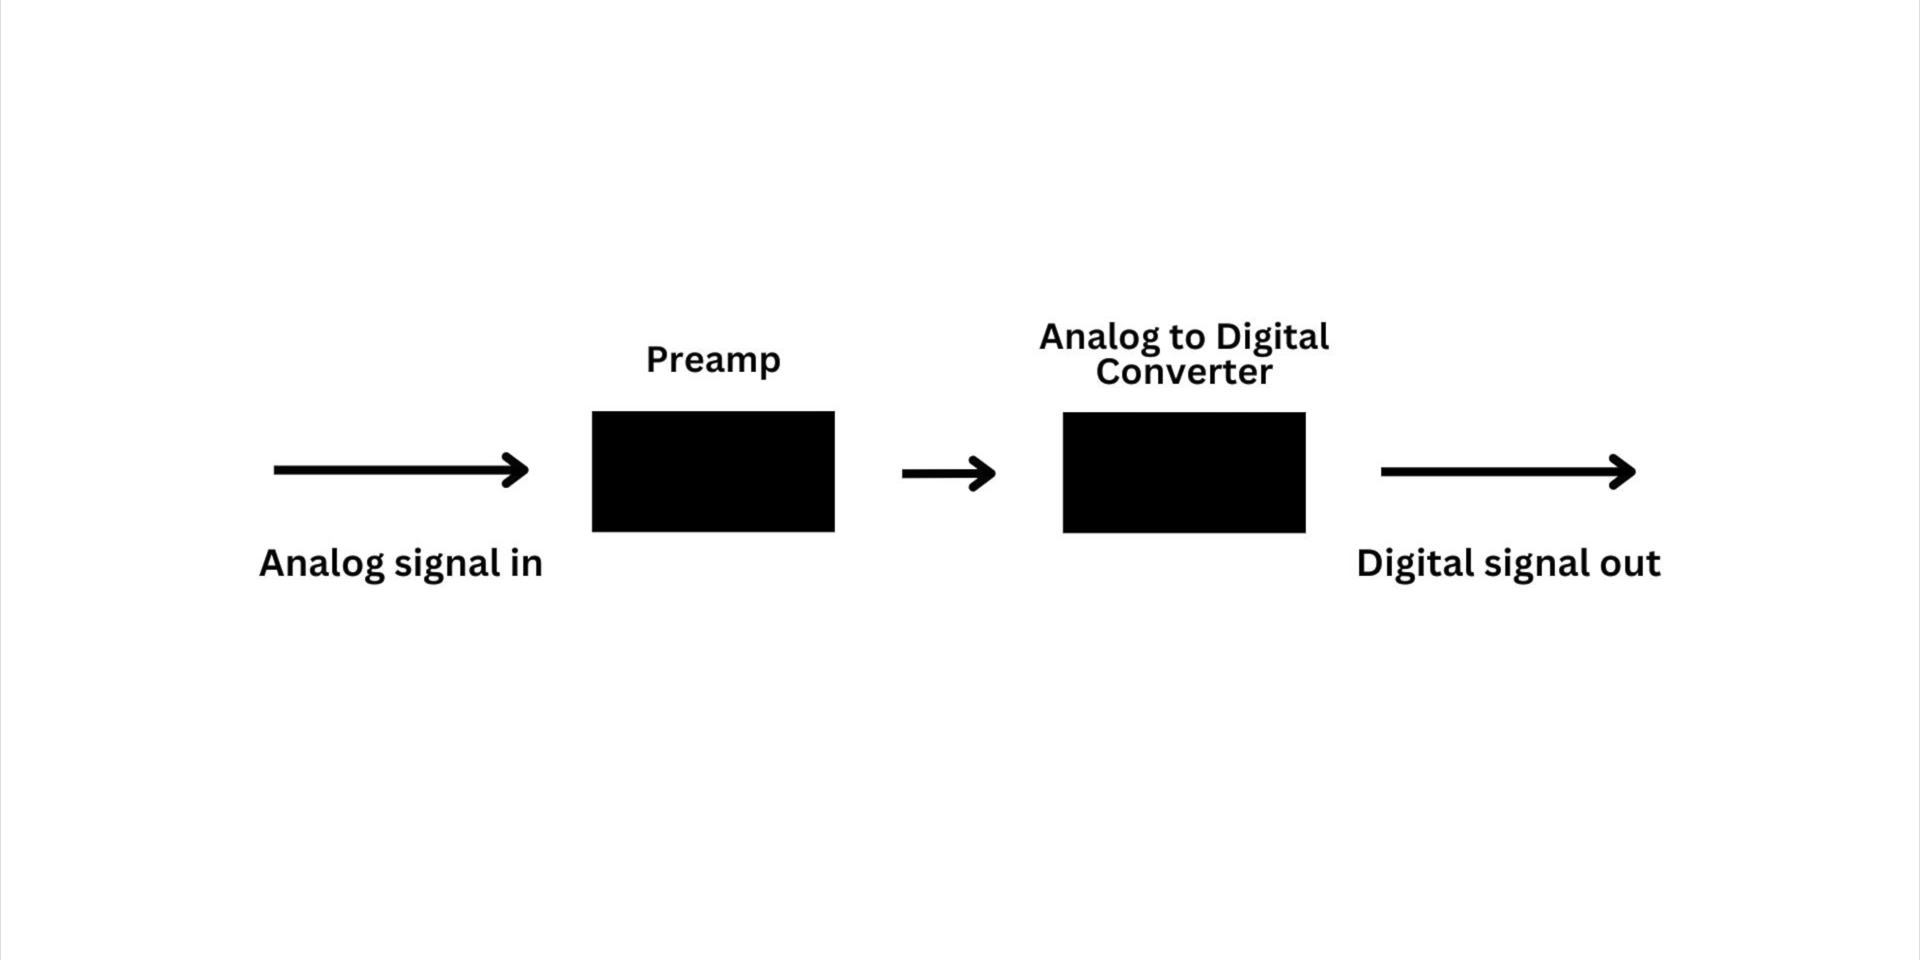 Preamp
Analog to Digital
Converter
Analog signal in
Digital signal out